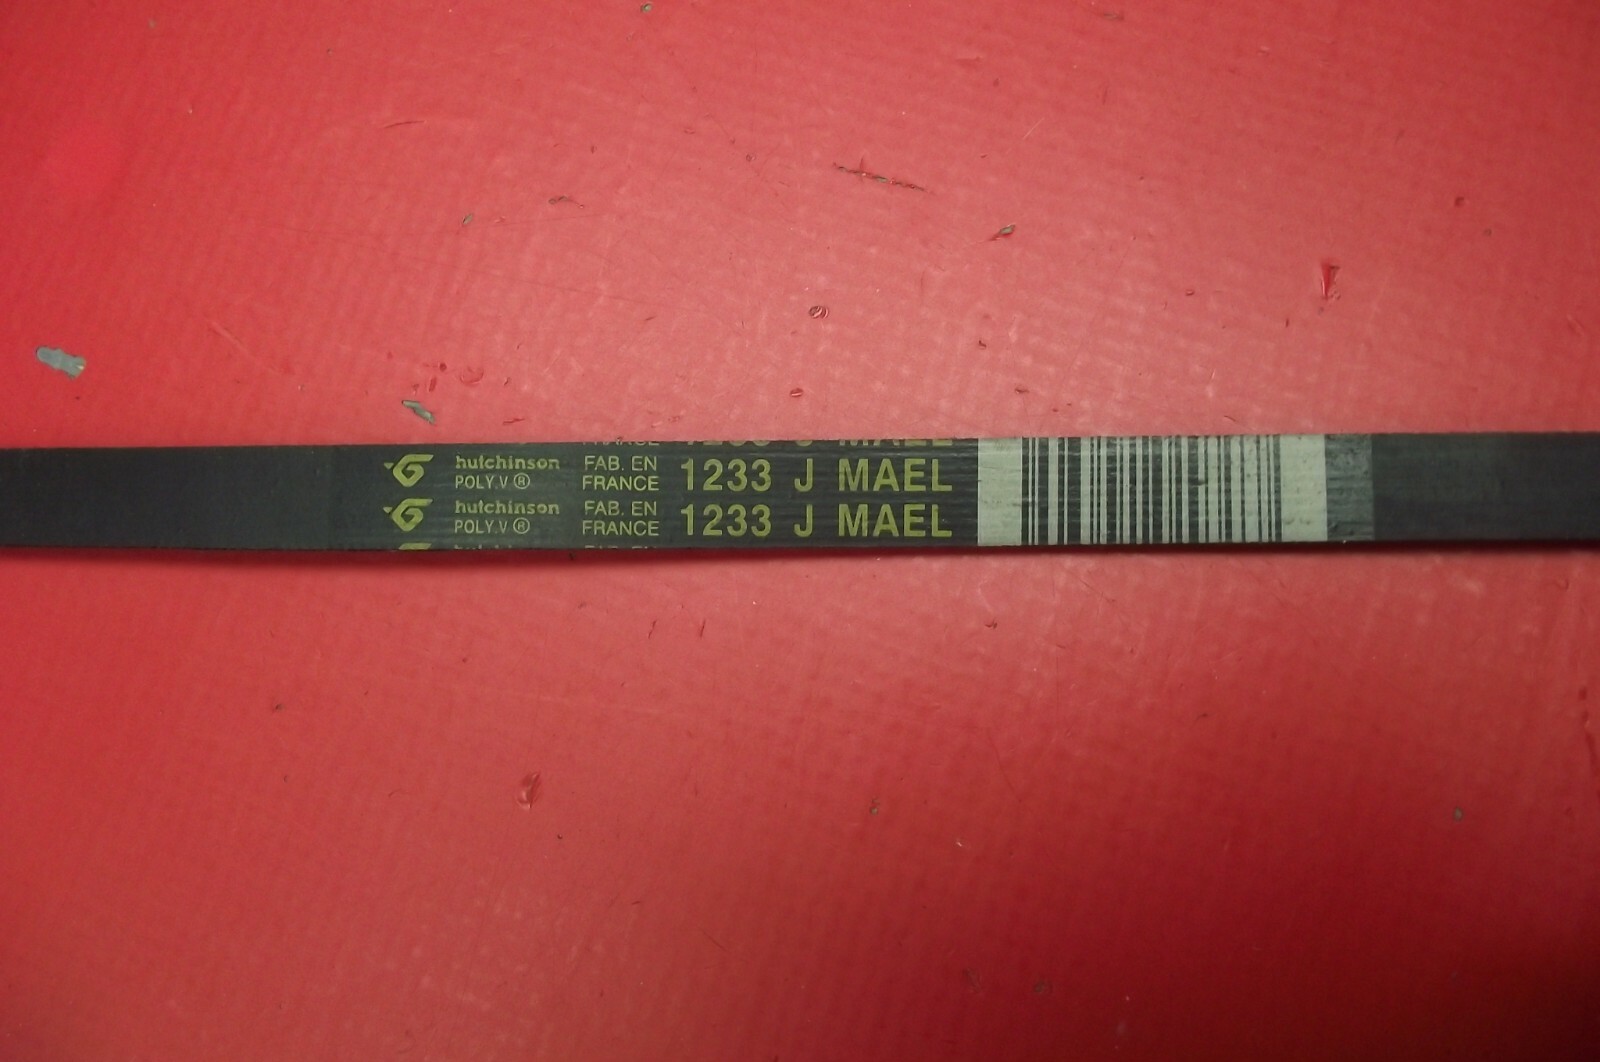 hutchinson FAB. EN 1233 J MAEL
POLY.V ® FRANCE
hutchinson FAB. EN 1233 J MAEL
POLY.V ® FRANCE